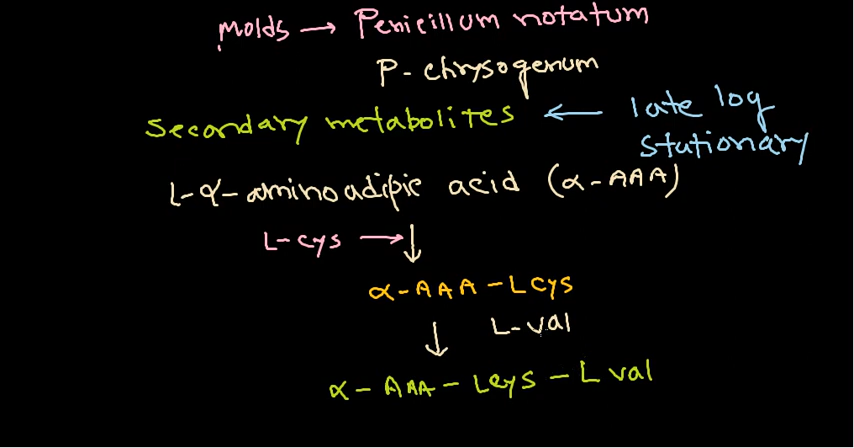 Molds → Penicillum notatum
P- chrysogenum
Secondary metabolites ← late log
stationary
L-α-aminoadipic acid (α-AAA)
L-cys →↓
α-AAA-LCys
↓ L-val
α-AAA-LCys-Lval